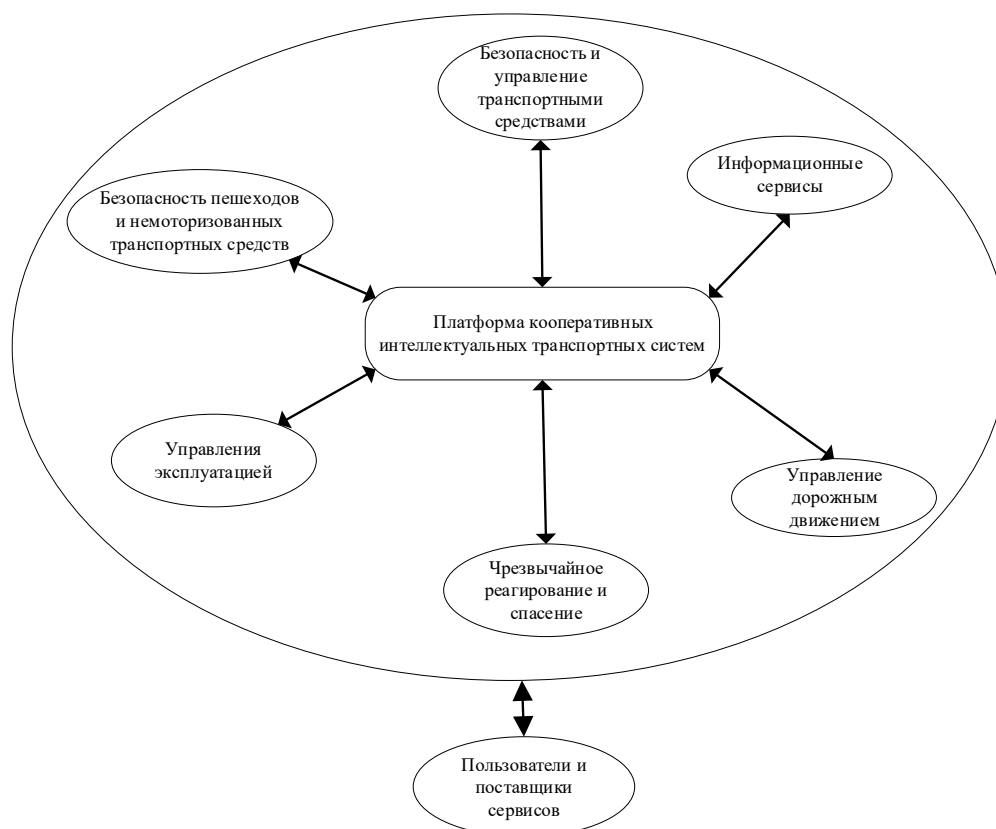 Безопасность и
управление
транспортными
средствами
Информационные
сервисы
Безопасность пешеходов
и немоторизованных
транспортных средств
Платформа кооперативных
интеллектуальных транспортных систем
Управления
эксплуатацией
Управление
дорожным
движением
Чрезвычайное
реагирование и
спасение
Пользователи и
поставщики
сервисов